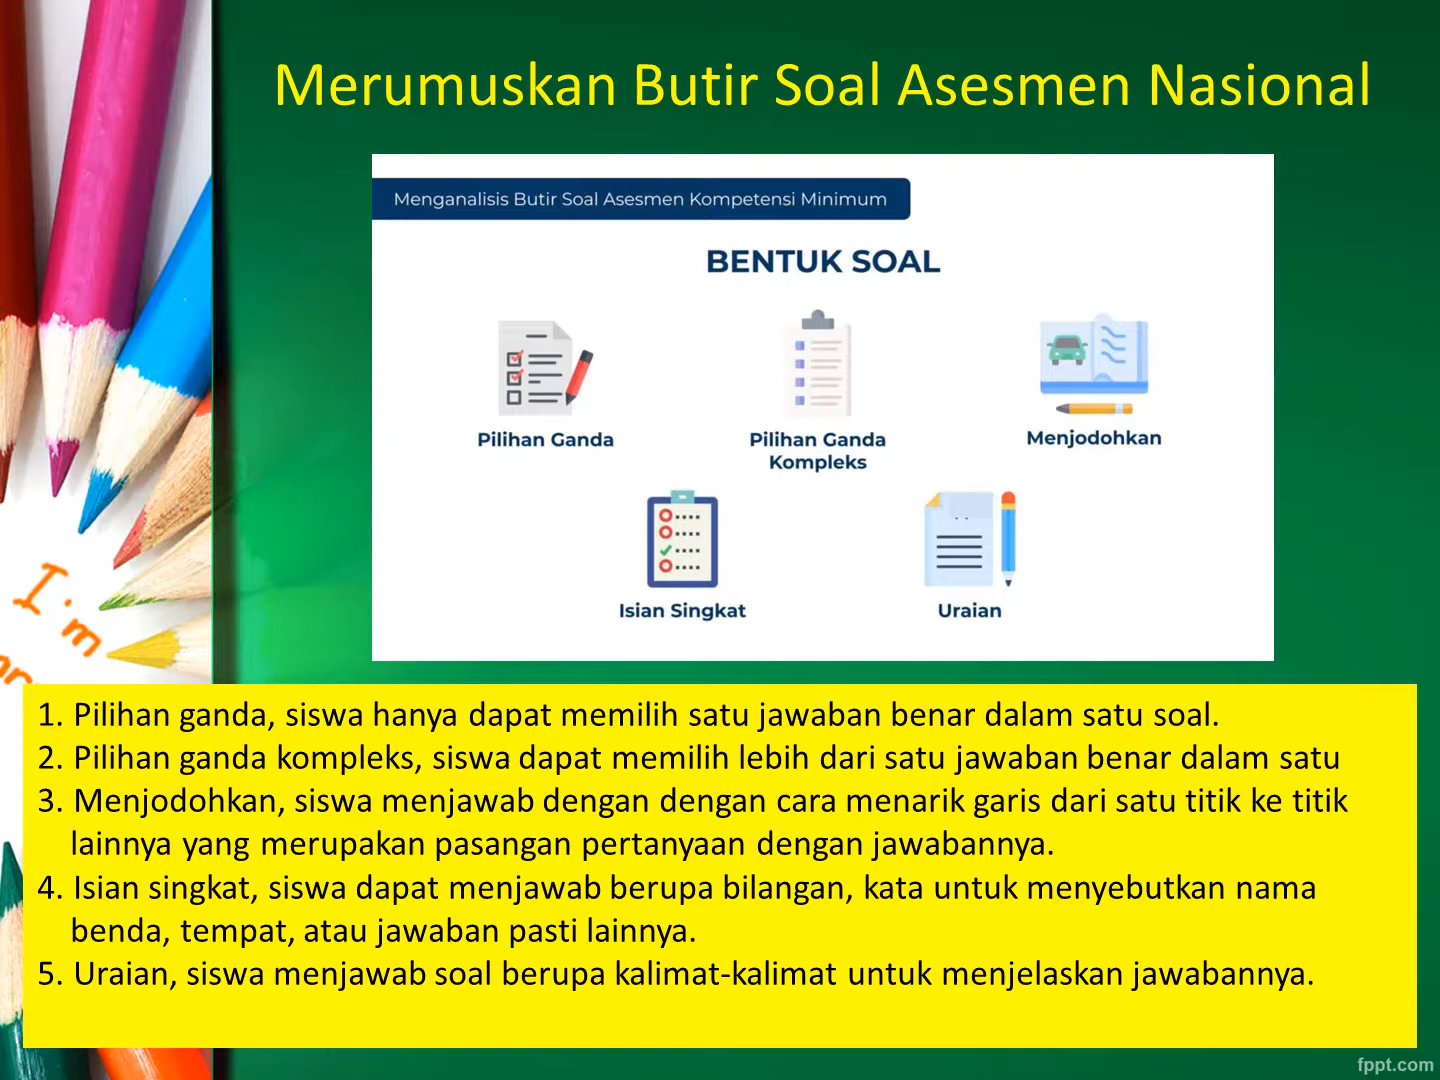 Merumuskan Butir Soal Asesmen Nasional
Menganalisis Butir Soal Asesmen Kompetensi Minimum
BENTUK SOAL
Pilihan Ganda
Pilihan Ganda
Kompleks
Menjodohkan
Isian Singkat
Uraian
I'm
1. Pilihan ganda, siswa hanya dapat memilih satu jawaban benar dalam satu soal.
2. Pilihan ganda kompleks, siswa dapat memilih lebih dari satu jawaban benar dalam satu
3. Menjodohkan, siswa menjawab dengan dengan cara menarik garis dari satu titik ke titik
lainnya yang merupakan pasangan pertanyaan dengan jawabannya.
4. Isian singkat, siswa dapat menjawab berupa bilangan, kata untuk menyebutkan nama
benda, tempat, atau jawaban pasti lainnya.
5. Uraian, siswa menjawab soal berupa kalimat-kalimat untuk menjelaskan jawabannya.
fppt.com